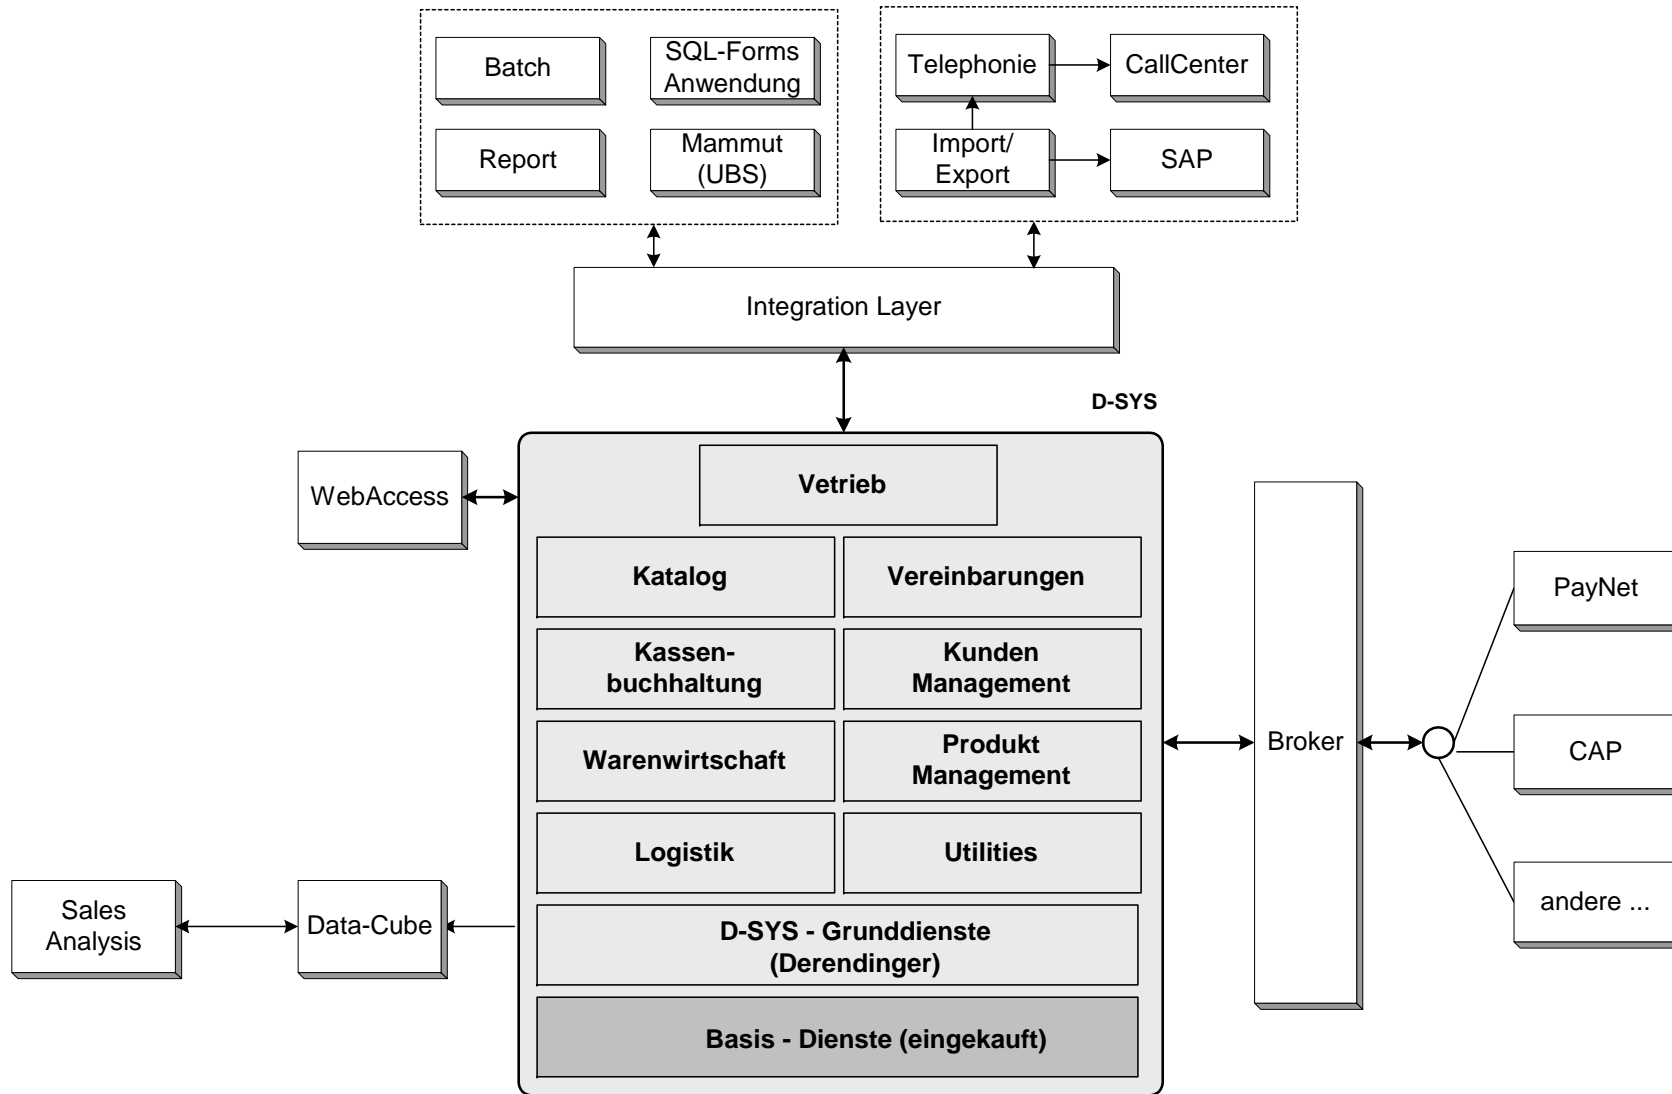 Batch
SQL-Forms
Anwendung
Report
Mammut
(UBS)
Telephonie
CallCenter
Import/
Export
SAP
Integration Layer
D-SYS
WebAccess
Vetrieb
Katalog
Vereinbarungen
Kassen-
buchhaltung
Kunden
Management
Warenwirtschaft
Produkt
Management
Logistik
Utilities
D-SYS - Grunddienste
(Derendinger)
Basis - Dienste (eingekauft)
Sales
Analysis
Data-Cube
Broker
PayNet
CAP
andere ...